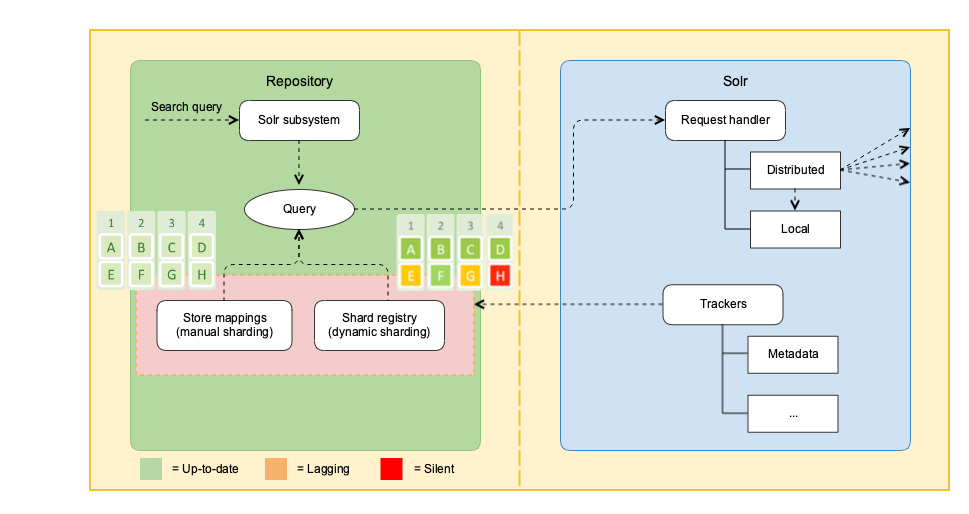 Repository
Solr
Search query
Solr subsystem
Request handler
Distributed
Query
Local
1 2 3 4
A B C D
E F G H
1 2 3 4
A B C D
E F G H
Store mappings
(manual sharding)
Shard registry
(dynamic sharding)
Trackers
Metadata
...
= Up-to-date
= Lagging
= Silent